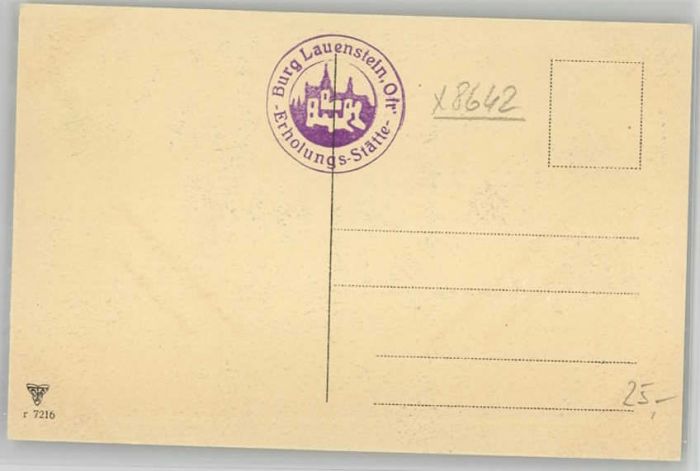 Burg Lauenstein, Ofr.
- Erholungs-Stätte -
x8642
25,-
r 7216